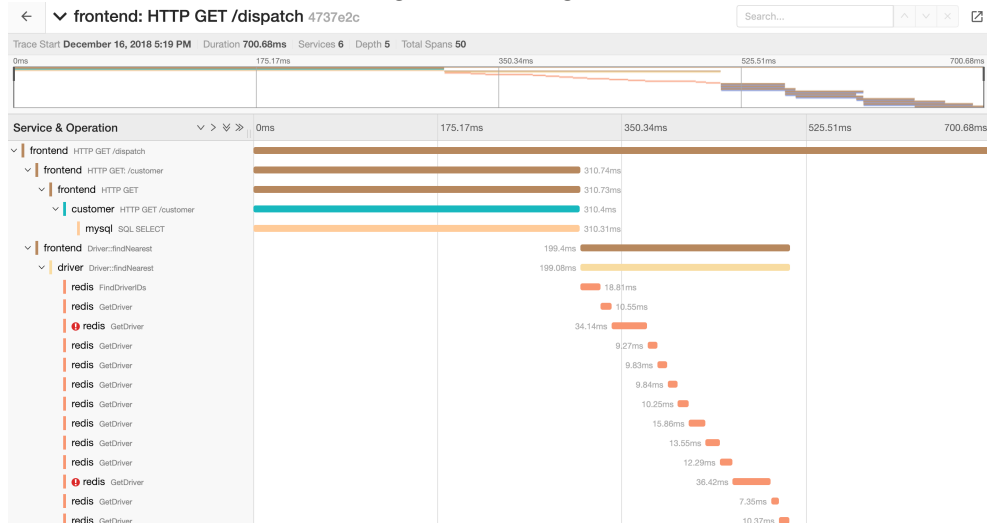 frontend: HTTP GET /dispatch 4737e2c
Search...
Trace Start December 16, 2018 5:19 PM Duration 700.68ms Services 6 Depth 5 Total Spans 50
0ms 175.17ms 350.34ms 525.51ms 700.68ms
Service & Operation 0ms 175.17ms 350.34ms 525.51ms 700.68ms
frontend HTTP GET /dispatch
frontend HTTP GET: /customer 310.74ms
frontend HTTP GET 310.73ms
customer HTTP GET /customer 310.4ms
mysql SQL SELECT 310.31ms
frontend Driver::findNearest 199.4ms
driver Driver::findNearest 199.08ms
redis FindDriverIDs 18.81ms
redis GetDriver 10.55ms
redis GetDriver 34.14ms
redis GetDriver 9.27ms
redis GetDriver 9.83ms
redis GetDriver 9.84ms
redis GetDriver 10.25ms
redis GetDriver 15.86ms
redis GetDriver 13.55ms
redis GetDriver 12.29ms
redis GetDriver 36.42ms
redis GetDriver 7.35ms
redis GetDriver 10.37ms